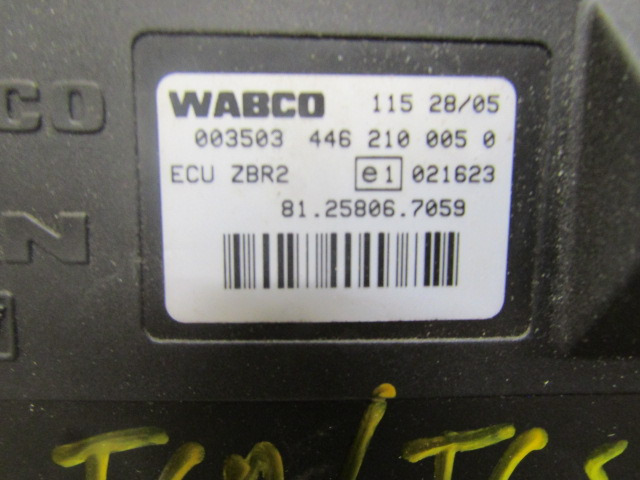 WABCO 115 28/05
003503 446 210 005 0
ECU ZBR2 e1 021623
81.25806.7059